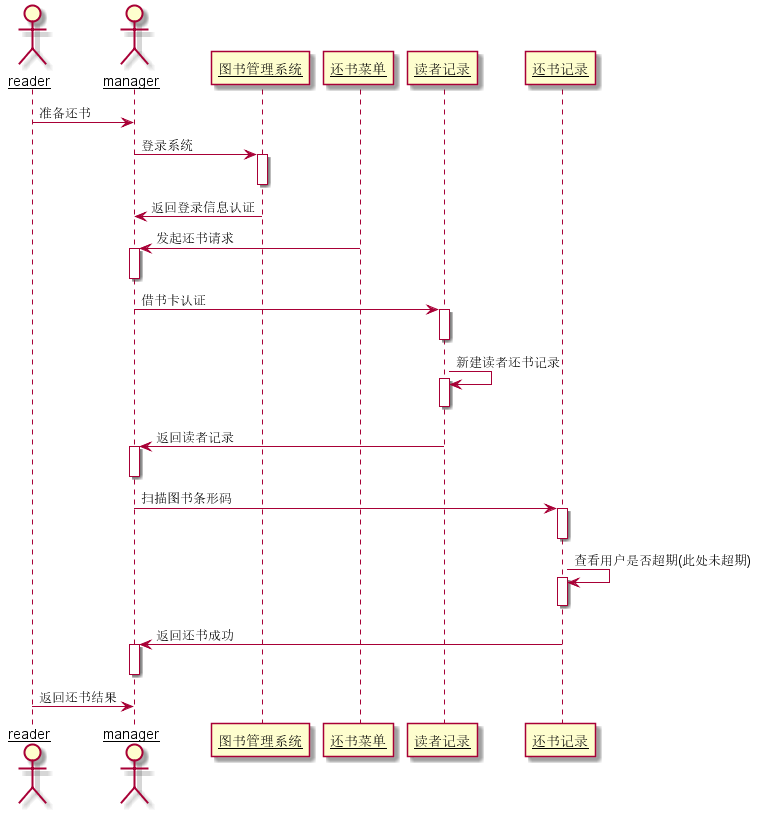 reader
manager
图书管理系统
还书菜单
读者记录
还书记录
准备还书
登录系统
返回登录信息认证
发起还书请求
借书卡认证
新建读者还书记录
返回读者记录
扫描图书条形码
查看用户是否超期(此处未超期)
返回还书成功
返回还书结果
reader
manager
图书管理系统
还书菜单
读者记录
还书记录